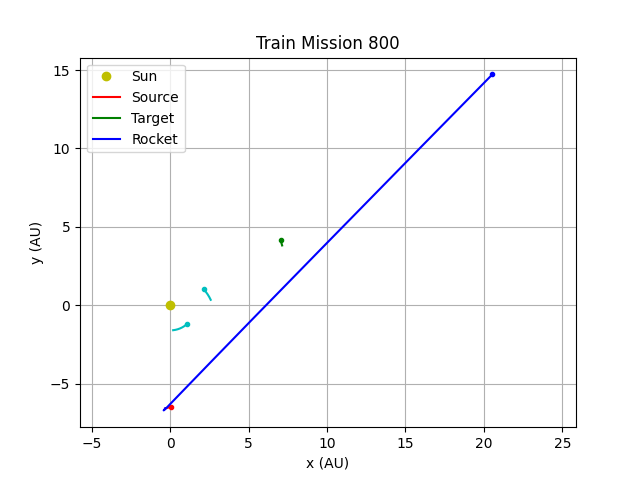 Train Mission 800
Sun
Source
Target
Rocket
15
10
5
0
−5
y (AU)
−5
0
5
10
15
20
25
x (AU)